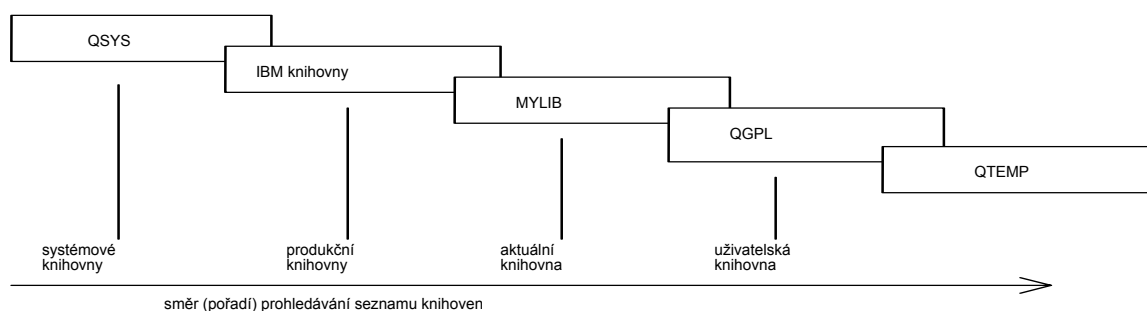 QSYS
IBM knihovny
MYLIB
QGPL
QTEMP
systémové
knihovny
produkční
knihovny
aktuální
knihovna
uživatelská
knihovna
směr (pořadí) prohledávání seznamu knihoven